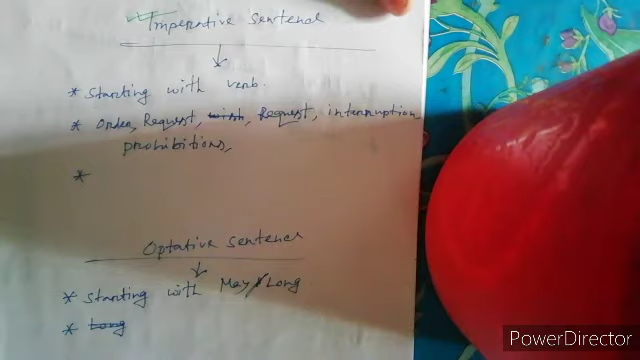 Imperative Sentence
* Starting with verb.
* Order, Request, wish, Request, interruption
prohibitions,
*
Optative Sentence
* Starting with May / Long
* Long
PowerDirector